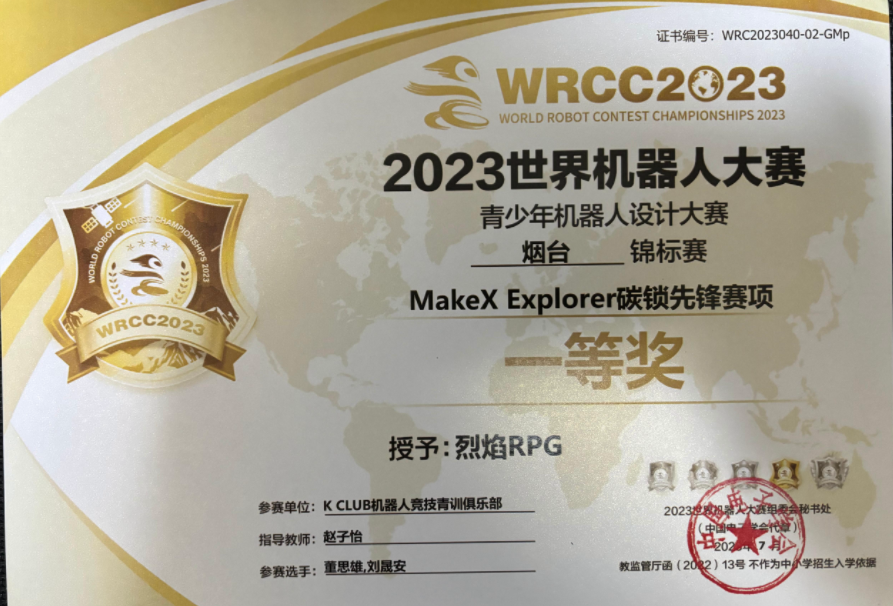 证书编号：WRC2023040-02-GMp
WRCC2023
WORLD ROBOT CONTEST CHAMPIONSHIPS 2023
2023世界机器人大赛
青少年机器人设计大赛
烟台 锦标赛
MakeX Explorer碳锁先锋赛项
一等奖
授予：烈焰RPG
WORLD ROBOT CONTEST CHAMPIONSHIPS 2023
WRCC2023
参赛单位：K CLUB机器人竞技青训俱乐部
指导教师：赵子怡
参赛选手：董思雄,刘晟安
2023世界机器人大赛组委会秘书处
（中国电子学会代章）
2023年7月
教监管厅函（2022）13号 不作为中小学招生入学依据
中国电子学会